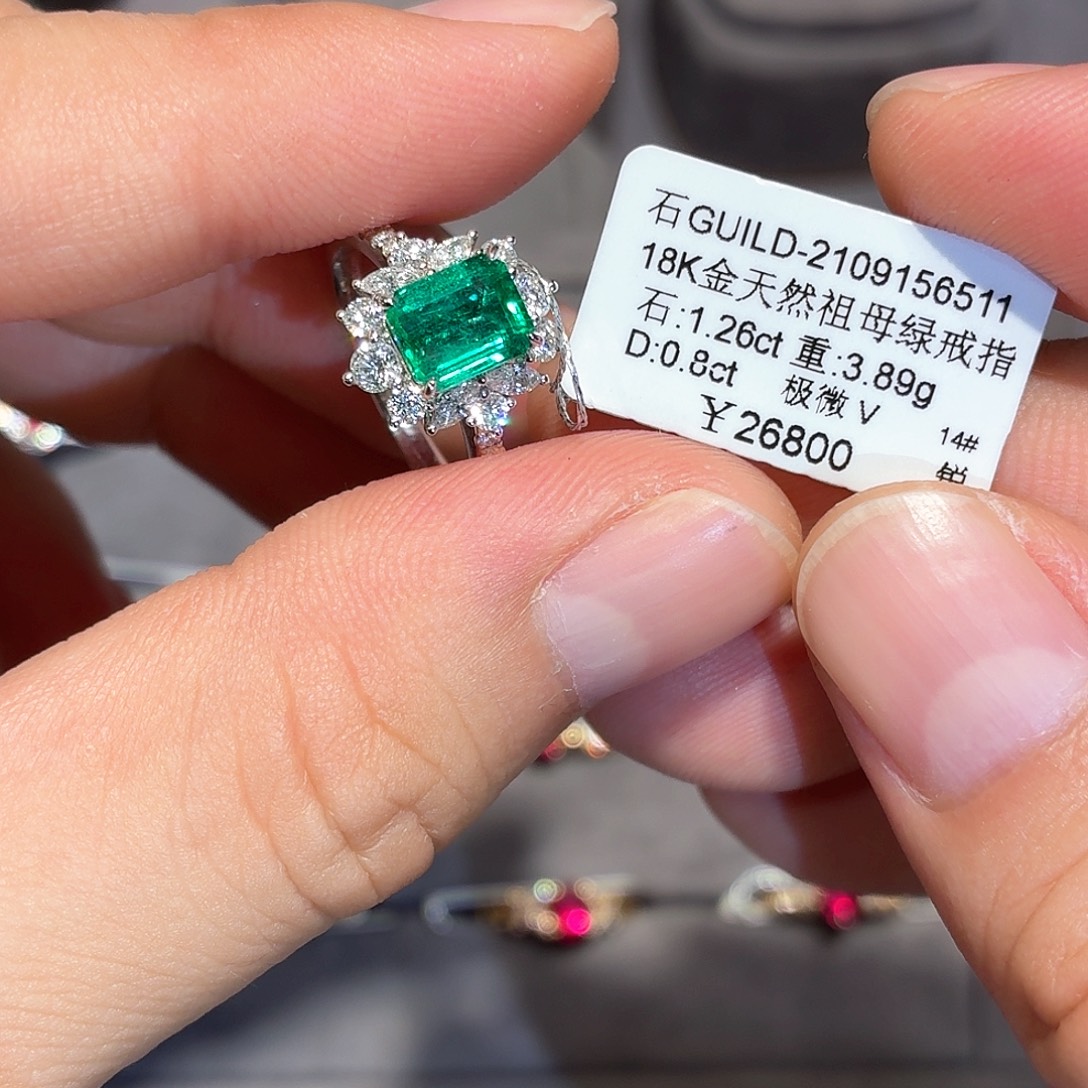 石GUILD-2109156511
18K金天然祖母绿戒指
石:1.26ct 重:3.89g
D:0.8ct 极微 V
¥26800 14#
锐